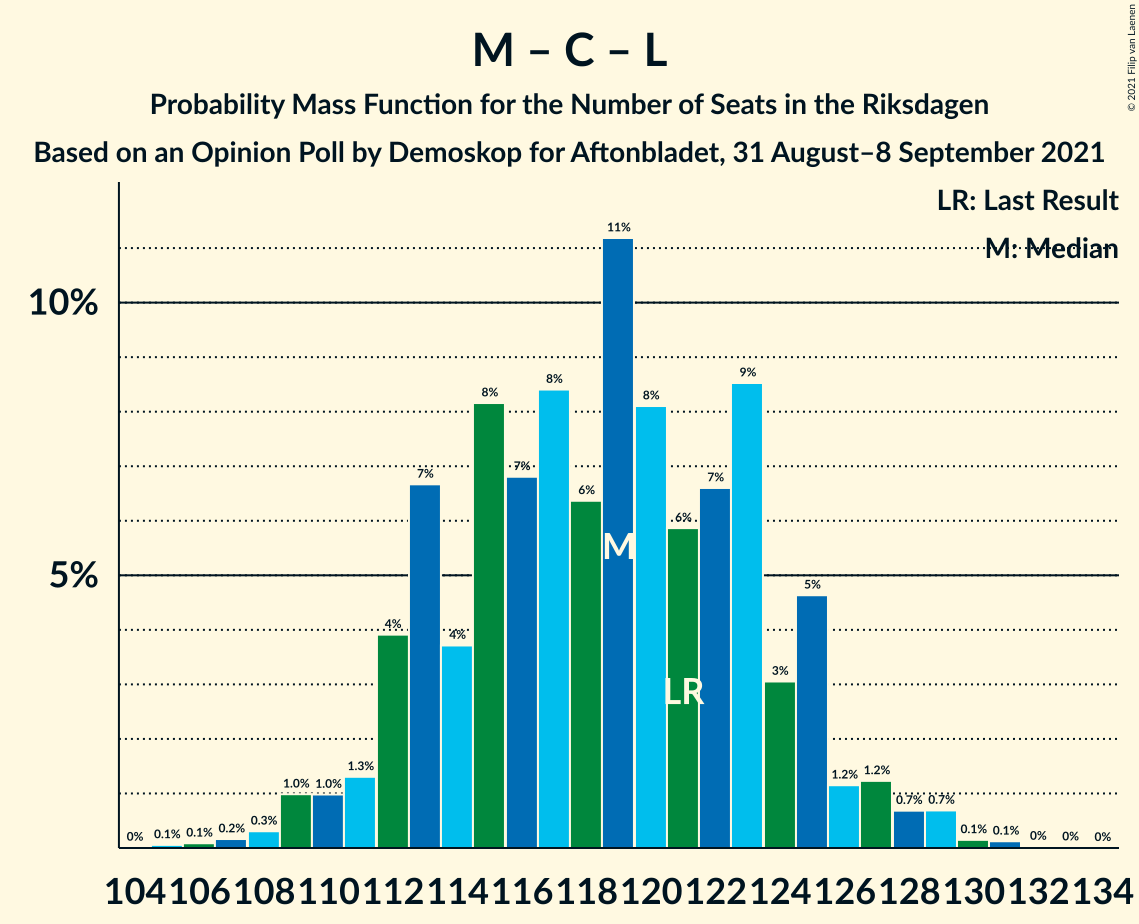 M – C – L
Probability Mass Function for the Number of Seats in the Riksdagen
Based on an Opinion Poll by Demoskop for Aftonbladet, 31 August–8 September 2021
© 2021 Filip van Laenen
LR: Last Result
M: Median
10%
5%
0% 0.1% 0.1% 0.2% 0.3% 1.0% 1.0% 1.3% 4% 7% 4% 8% 7% 8% 6% 11% 8% 6% 7% 9% 3% 5% 1.2% 1.2% 0.7% 0.7% 0.1% 0.1% 0% 0% 0%
M
LR
104 106 108 110 112 114 116 118 120 122 124 126 128 130 132 134